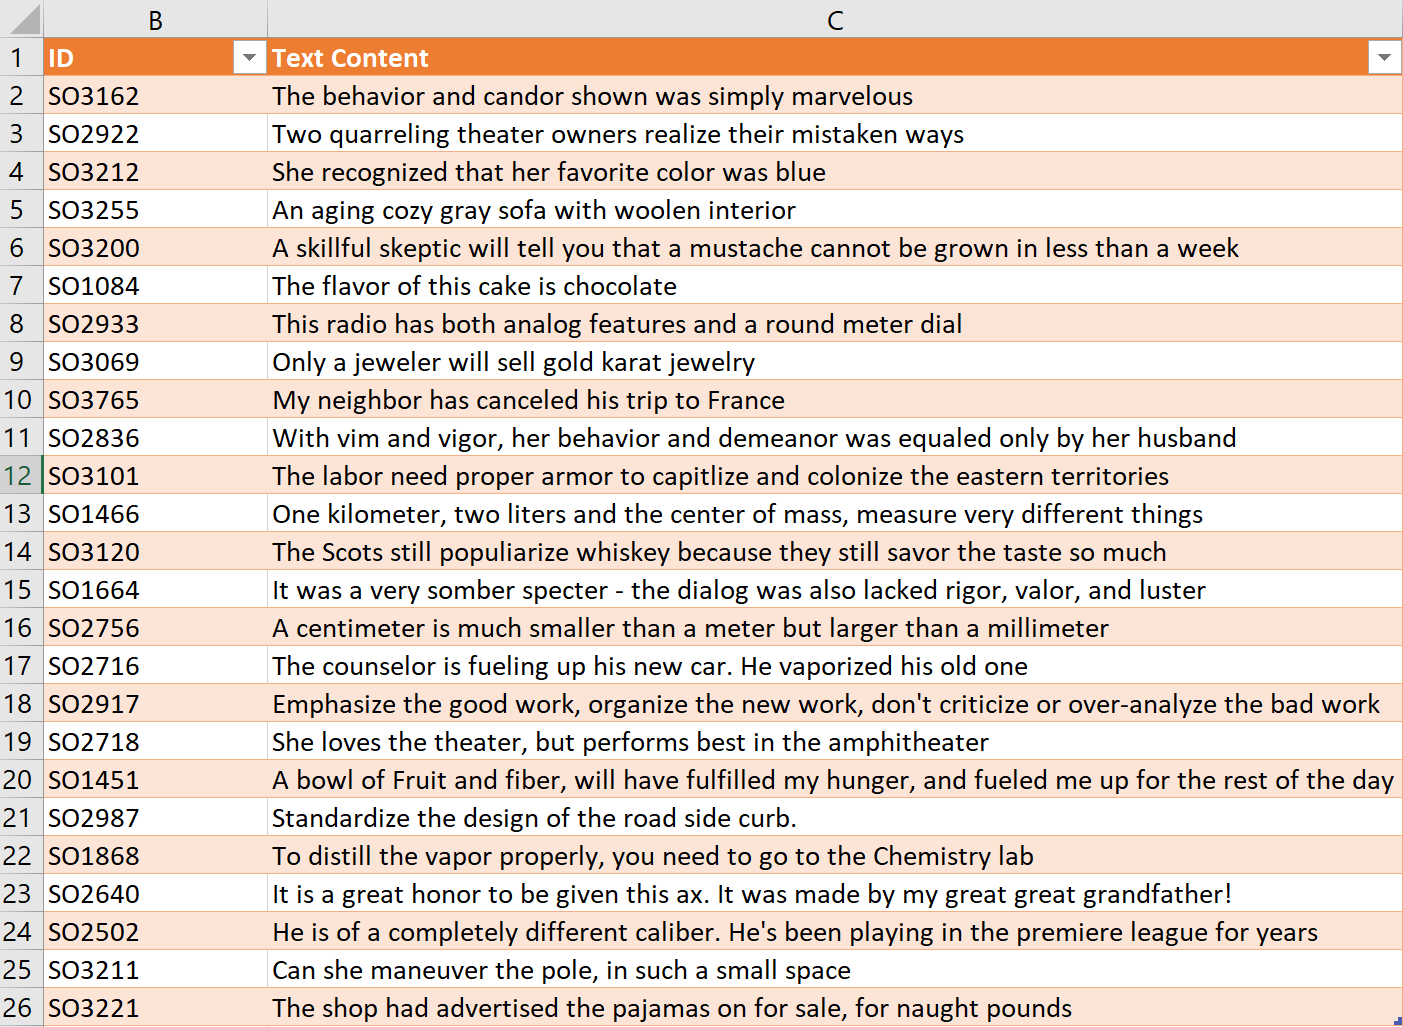 B C
1 ID Text Content
2 SO3162 The behavior and candor shown was simply marvelous
3 SO2922 Two quarreling theater owners realize their mistaken ways
4 SO3212 She recognized that her favorite color was blue
5 SO3255 An aging cozy gray sofa with woolen interior
6 SO3200 A skillful skeptic will tell you that a mustache cannot be grown in less than a week
7 SO1084 The flavor of this cake is chocolate
8 SO2933 This radio has both analog features and a round meter dial
9 SO3069 Only a jeweler will sell gold karat jewelry
10 SO3765 My neighbor has canceled his trip to France
11 SO2836 With vim and vigor, her behavior and demeanor was equaled only by her husband
12 SO3101 The labor need proper armor to capitlize and colonize the eastern territories
13 SO1466 One kilometer, two liters and the center of mass, measure very different things
14 SO3120 The Scots still populiarize whiskey because they still savor the taste so much
15 SO1664 It was a very somber specter - the dialog was also lacked rigor, valor, and luster
16 SO2756 A centimeter is much smaller than a meter but larger than a millimeter
17 SO2716 The counselor is fueling up his new car. He vaporized his old one
18 SO2917 Emphasize the good work, organize the new work, don't criticize or over-analyze the bad work
19 SO2718 She loves the theater, but performs best in the amphitheater
20 SO1451 A bowl of Fruit and fiber, will have fulfilled my hunger, and fueled me up for the rest of the day
21 SO2987 Standardize the design of the road side curb.
22 SO1868 To distill the vapor properly, you need to go to the Chemistry lab
23 SO2640 It is a great honor to be given this ax. It was made by my great great grandfather!
24 SO2502 He is of a completely different caliber. He's been playing in the premiere league for years
25 SO3211 Can she maneuver the pole, in such a small space
26 SO3221 The shop had advertised the pajamas on for sale, for naught pounds